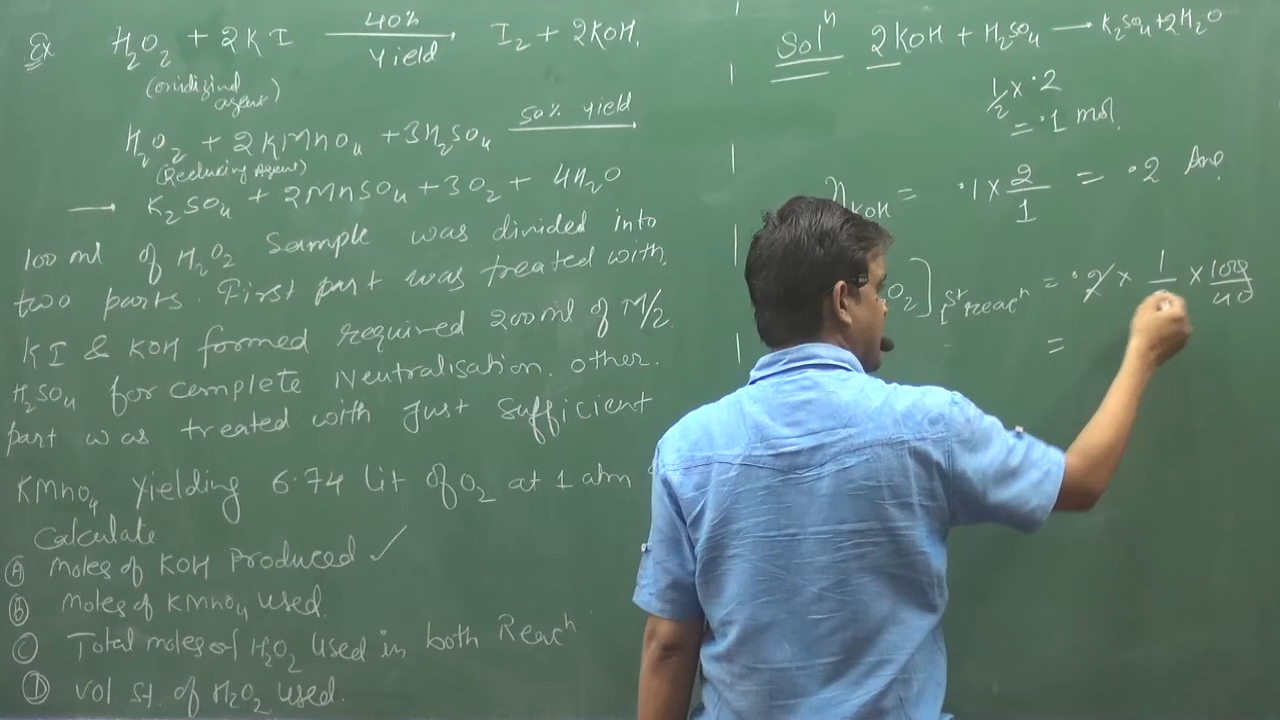 Ex H2O2 + 2KI 40% Yield I2 + 2KOH.
(oxidizing agent)
H2O2 + 2KMnO4 + 3H2SO4 50% yield
(Reducing Agent)
→ K2SO4 + 2MnSO4 + 3O2 + 4H2O
100 ml of H2O2 Sample was divided into
two parts. First part was treated with
KI & KOH formed required 200 ml of M/2
H2SO4 for complete Neutralisation. other.
part was treated with Just sufficient
KMnO4 yielding 6.74 Lit of O2 at 1 atm
Calculate
(A) Moles of KOH Produced ✓
(B) Moles of KMnO4 used.
(C) Total moles of H2O2 used in both Reacⁿ
(D) vol st. of H2O2 used.
Solⁿ 2KOH + H2SO4 → K2SO4 + 2H2O
1/2 × .2
= .1 mol.
nKOH = .1 × 2/1 = .2 Ans
O2] Ist reacⁿ = .2 × 1 × 100/40
=